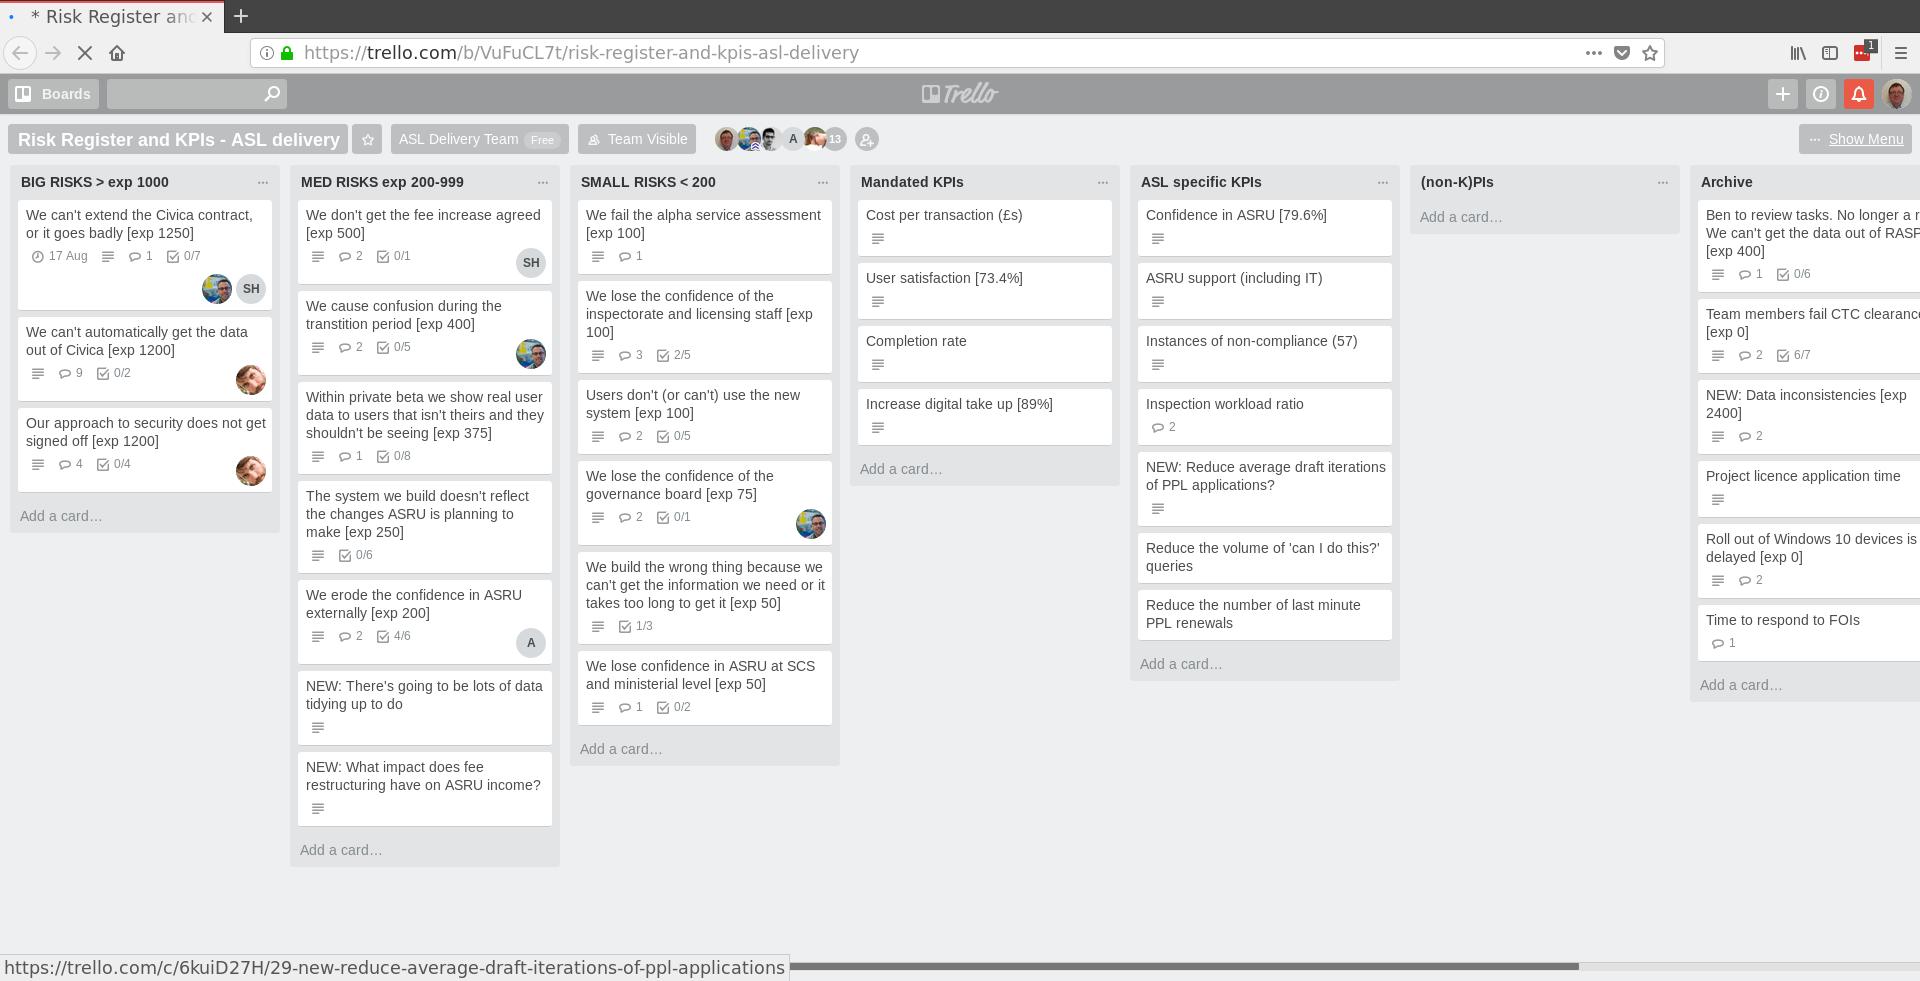 * Risk Register and
https://trello.com/b/VuFuCL7t/risk-register-and-kpis-asl-delivery
1
Boards
Trello
Risk Register and KPIs - ASL delivery
ASL Delivery Team Free
Team Visible
A
13
Show Menu
BIG RISKS > exp 1000
We can't extend the Civica contract,
or it goes badly [exp 1250]
17 Aug 1 0/7
SH
We can't automatically get the data
out of Civica [exp 1200]
9 0/2
Our approach to security does not get
signed off [exp 1200]
4 0/4
Add a card…
MED RISKS exp 200-999
We don't get the fee increase agreed
[exp 500]
2 0/1
SH
We cause confusion during the
transtition period [exp 400]
2 0/5
Within private beta we show real user
data to users that isn't theirs and they
shouldn't be seeing [exp 375]
1 0/8
The system we build doesn't reflect
the changes ASRU is planning to
make [exp 250]
0/6
We erode the confidence in ASRU
externally [exp 200]
2 4/6
A
NEW: There's going to be lots of data
tidying up to do
NEW: What impact does fee
restructuring have on ASRU income?
Add a card…
SMALL RISKS < 200
We fail the alpha service assessment
[exp 100]
1
We lose the confidence of the
inspectorate and licensing staff [exp
100]
3 2/5
Users don't (or can't) use the new
system [exp 100]
2 0/5
We lose the confidence of the
governance board [exp 75]
2 0/1
We build the wrong thing because we
can't get the information we need or it
takes too long to get it [exp 50]
1/3
We lose confidence in ASRU at SCS
and ministerial level [exp 50]
1 0/2
Add a card…
Mandated KPIs
Cost per transaction (£s)
User satisfaction [73.4%]
Completion rate
Increase digital take up [89%]
Add a card…
ASL specific KPIs
Confidence in ASRU [79.6%]
ASRU support (including IT)
Instances of non-compliance (57)
Inspection workload ratio
2
NEW: Reduce average draft iterations
of PPL applications?
Reduce the volume of 'can I do this?'
queries
Reduce the number of last minute
PPL renewals
Add a card…
(non-K)PIs
Add a card…
Archive
Ben to review tasks. No longer a r
We can't get the data out of RASP
[exp 400]
1 0/6
Team members fail CTC clearance
[exp 0]
2 6/7
NEW: Data inconsistencies [exp
2400]
2
Project licence application time
Roll out of Windows 10 devices is
delayed [exp 0]
2
Time to respond to FOIs
1
Add a card…
https://trello.com/c/6kuiD27H/29-new-reduce-average-draft-iterations-of-ppl-applications